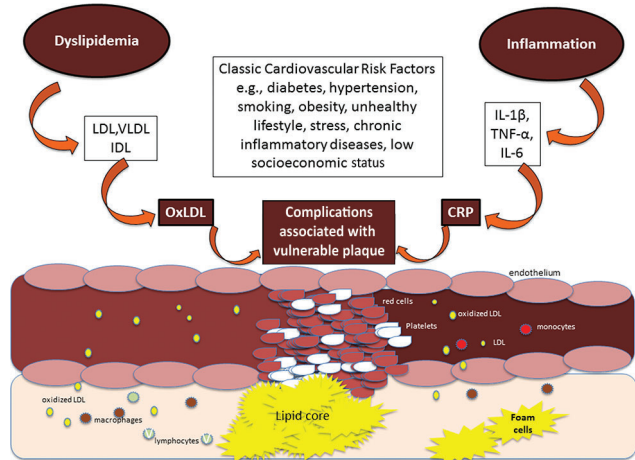 Dyslipidemia
Inflammation
Classic Cardiovascular Risk Factors
e.g., diabetes, hypertension,
smoking, obesity, unhealthy
lifestyle, stress, chronic
inflammatory diseases, low
socioeconomic status
LDL,VLDL
IDL
IL-1β,
TNF-α,
IL-6
OxLDL
Complications
associated with
vulnerable plaque
CRP
endothelium
red cells
oxidized LDL
Platelets
monocytes
LDL
oxidized LDL
macrophages
lymphocytes
Lipid core
Foam
cells